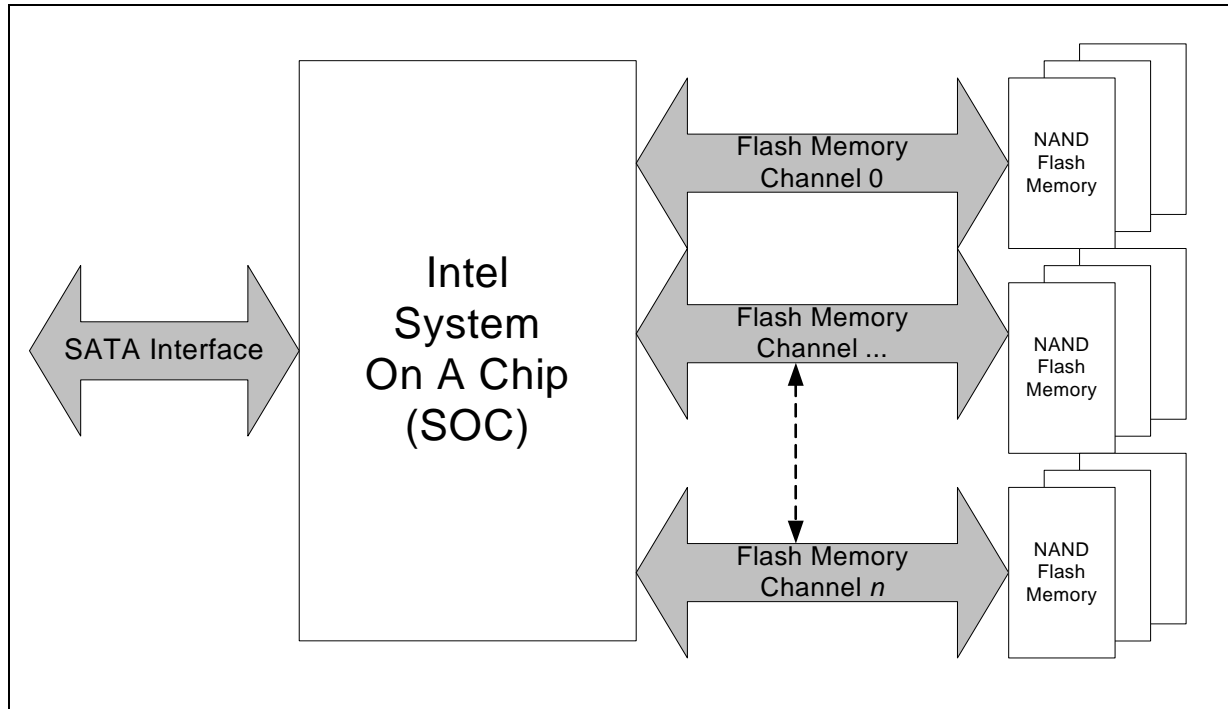 Flash Memory
Channel 0
NAND
Flash
Memory
Intel
System
On A Chip
(SOC)
SATA Interface
Flash Memory
Channel ...
NAND
Flash
Memory
Flash Memory
Channel n
NAND
Flash
Memory